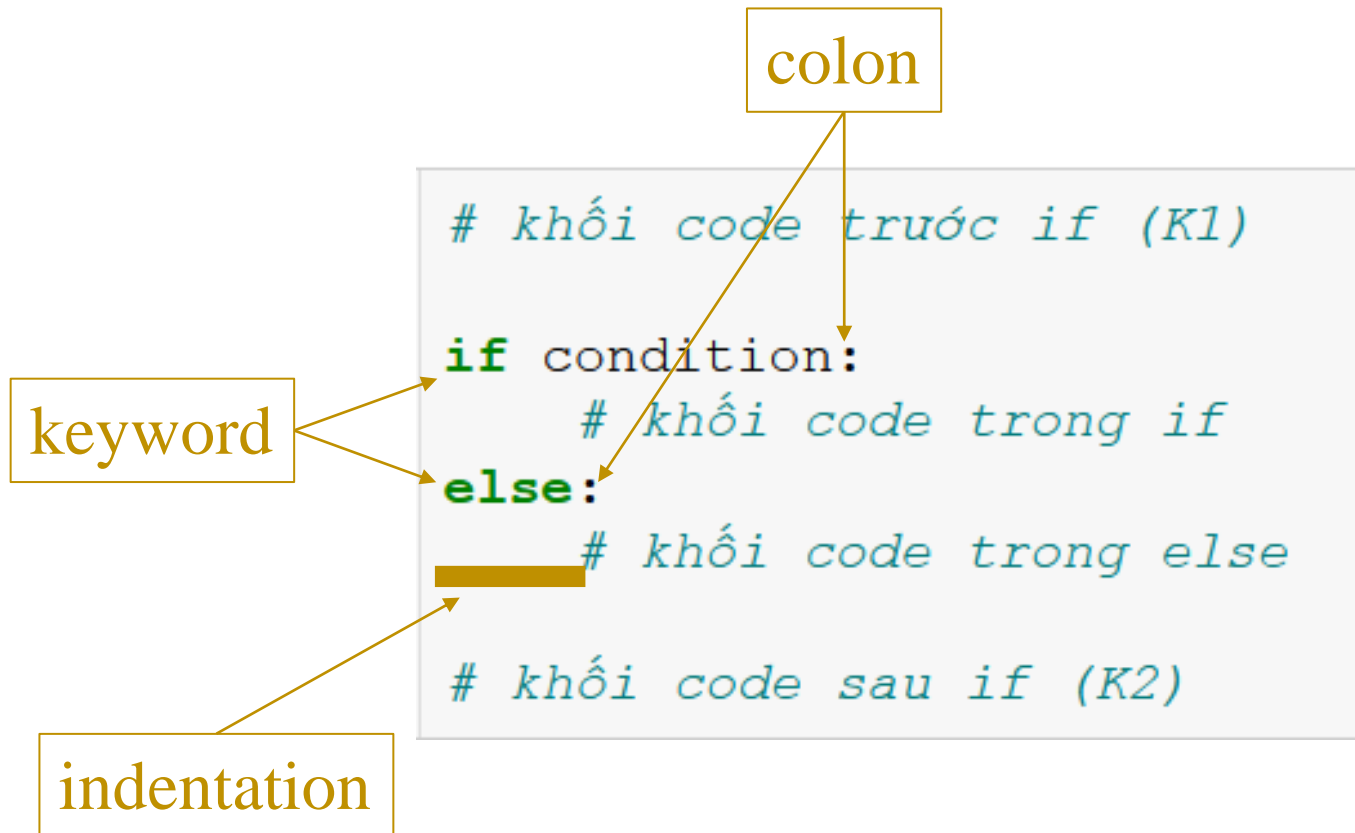 colon
# khối code trước if (K1)
if condition:
# khối code trong if
keyword
else:
# khối code trong else
# khối code sau if (K2)
indentation